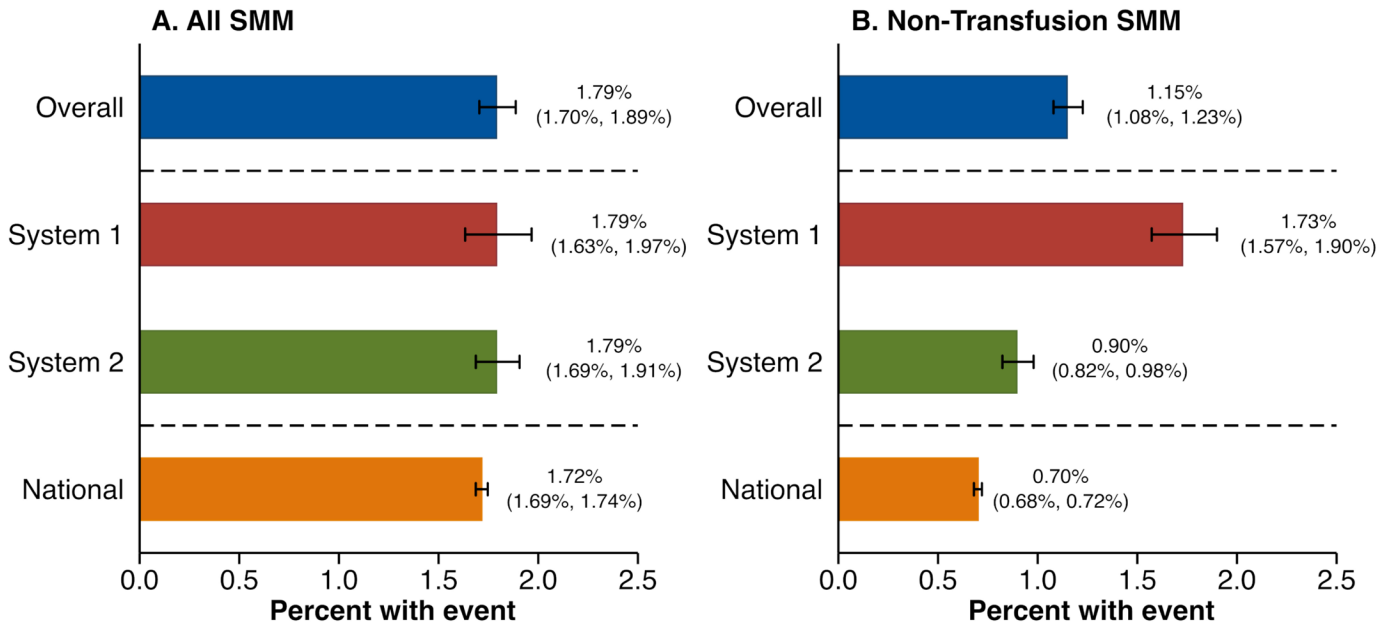 A. All SMM
Overall
1.79%
(1.70%, 1.89%)
System 1
1.79%
(1.63%, 1.97%)
System 2
1.79%
(1.69%, 1.91%)
National
1.72%
(1.69%, 1.74%)
0.0 0.5 1.0 1.5 2.0 2.5
Percent with event
B. Non-Transfusion SMM
Overall
1.15%
(1.08%, 1.23%)
System 1
1.73%
(1.57%, 1.90%)
System 2
0.90%
(0.82%, 0.98%)
National
0.70%
(0.68%, 0.72%)
0.0 0.5 1.0 1.5 2.0 2.5
Percent with event